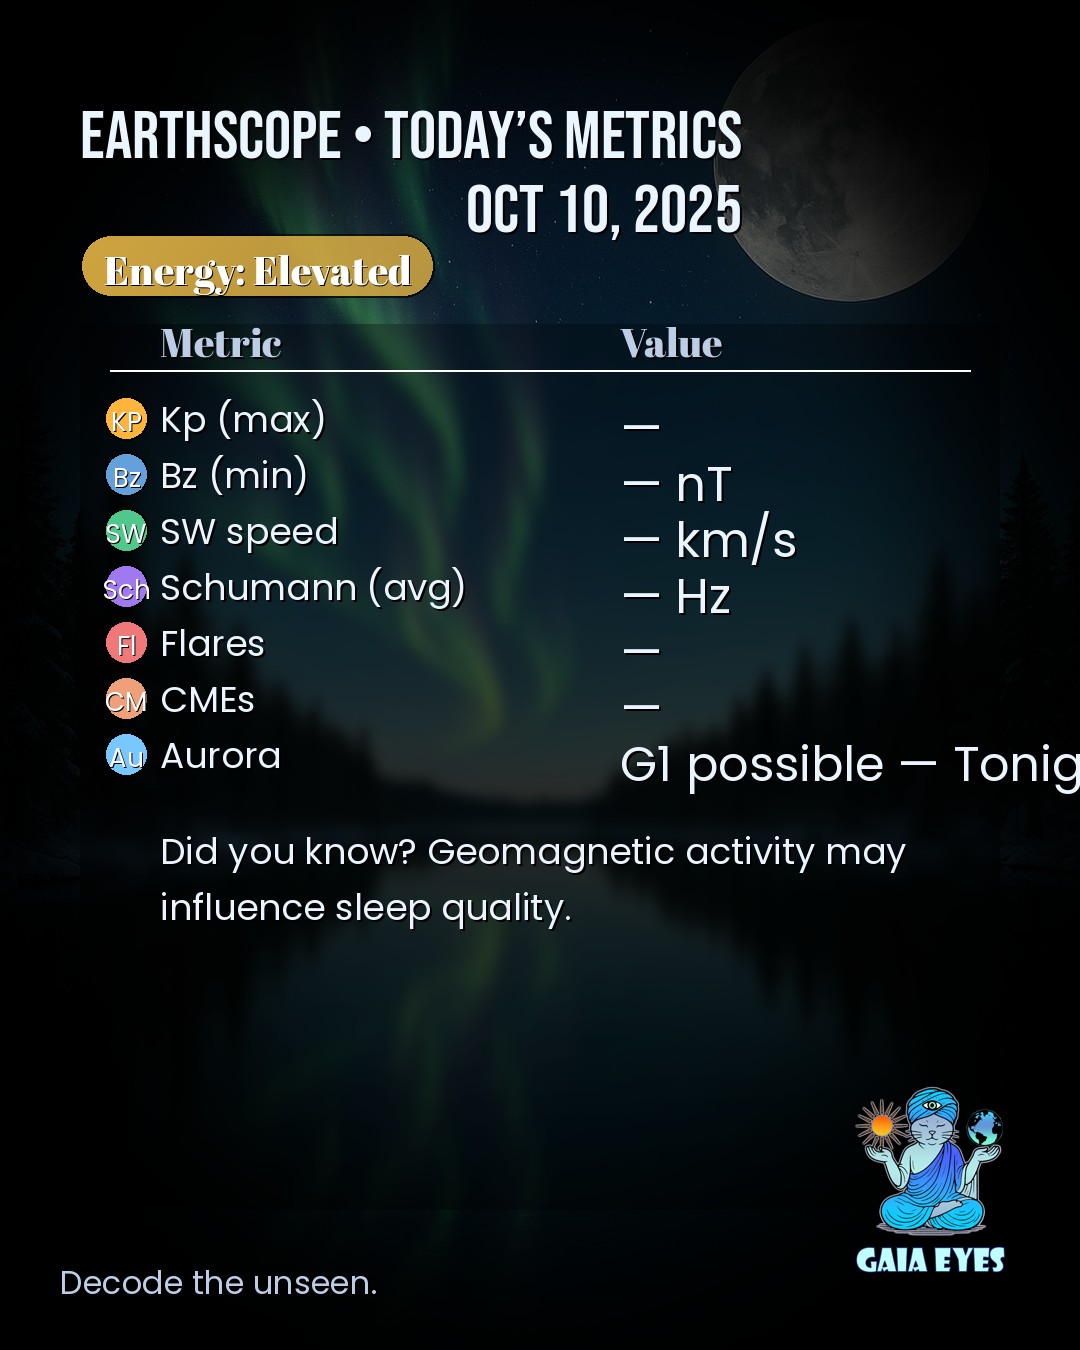 EARTHSCOPE • TODAY’S METRICS
OCT 10, 2025
Energy: Elevated
Metric Value
KP Kp (max) —
Bz Bz (min) — nT
SW SW speed — km/s
Sch Schumann (avg) — Hz
Fl Flares —
CM CMEs —
Au Aurora G1 possible — Tonig
Did you know? Geomagnetic activity may
influence sleep quality.
GAIA EYES
Decode the unseen.